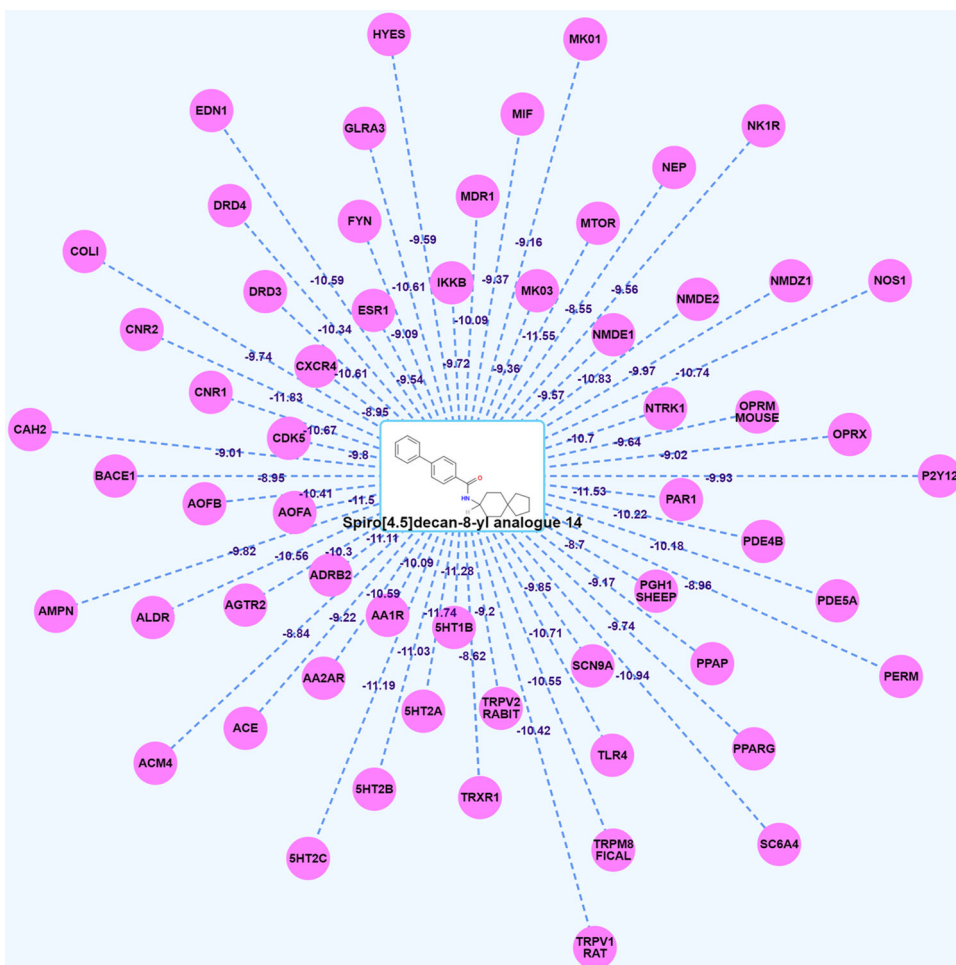 HYES
MK01
EDN1
GLRA3
MIF
NK1R
NEP
DRD4
MDR1
FYN
MTOR
-9.59
-9.16
COLI
-10.59
-10.61
IKKB
-9.37
MK03
NMDZ1
NOS1
DRD3
-9.56
NMDE2
ESR1
-8.55
CNR2
-10.34
-9.09
-10.09
-11.55
NMDE1
-9.74
CXCR4
-10.61
-9.72
-9.36
-9.97
-10.74
-9.54
-10.83
CNR1
-11.83
-9.57
NTRK1
OPRM
MOUSE
-8.95
CAH2
-10.67
CDK5
-10.7
-9.64
OPRX
-9.01
-9.8
-9.02
BACE1
-8.95
O
NH
H
-9.93
P2Y12
AOFB
-10.41
-11.5
-11.53
PAR1
AOFA
Spiro[4.5]decan-8-yl analogue 14
-10.22
PDE4B
-9.82
-10.56
-10.3
-11.11
-8.7
-10.18
-10.09
-11.28
-9.17
-8.96
AMPN
ALDR
AGTR2
ADRB2
-10.59
-9.85
PGH1
SHEEP
PDE5A
-8.84
-9.22
AA1R
-11.74
-9.2
5HT1B
-10.71
-9.74
-11.03
-8.62
SCN9A
PPAP
PERM
AA2AR
-11.19
-10.55
-10.94
5HT2A
TRPV2
RABIT
ACM4
ACE
-10.42
TLR4
PPARG
5HT2B
TRXR1
5HT2C
TRPM8
FICAL
SC6A4
TRPV1
RAT